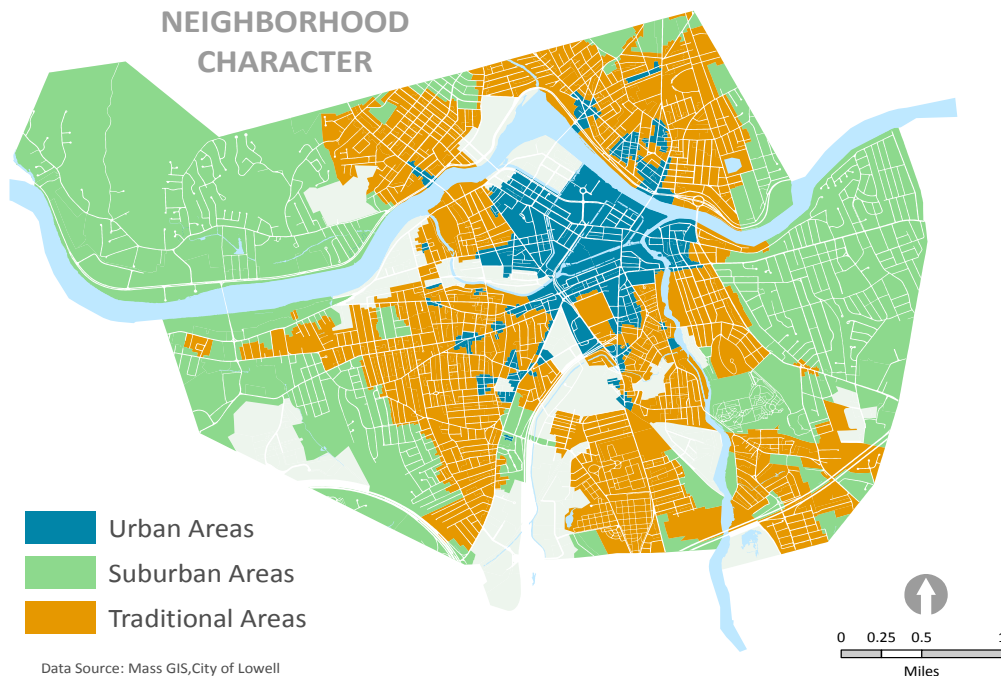 NEIGHBORHOOD
CHARACTER
Urban Areas
Suburban Areas
Traditional Areas
Data Source: Mass GIS,City of Lowell
0 0.25 0.5 1
Miles